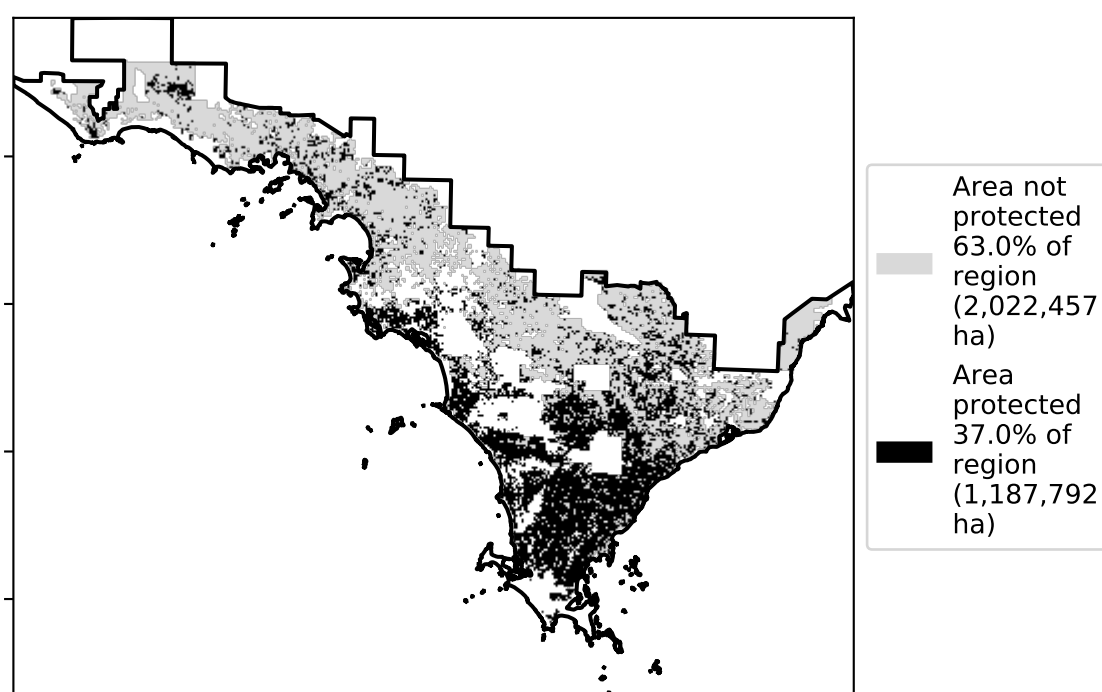 Area not
protected
63.0% of
region
(2,022,457
ha)
Area
protected
37.0% of
region
(1,187,792
ha)